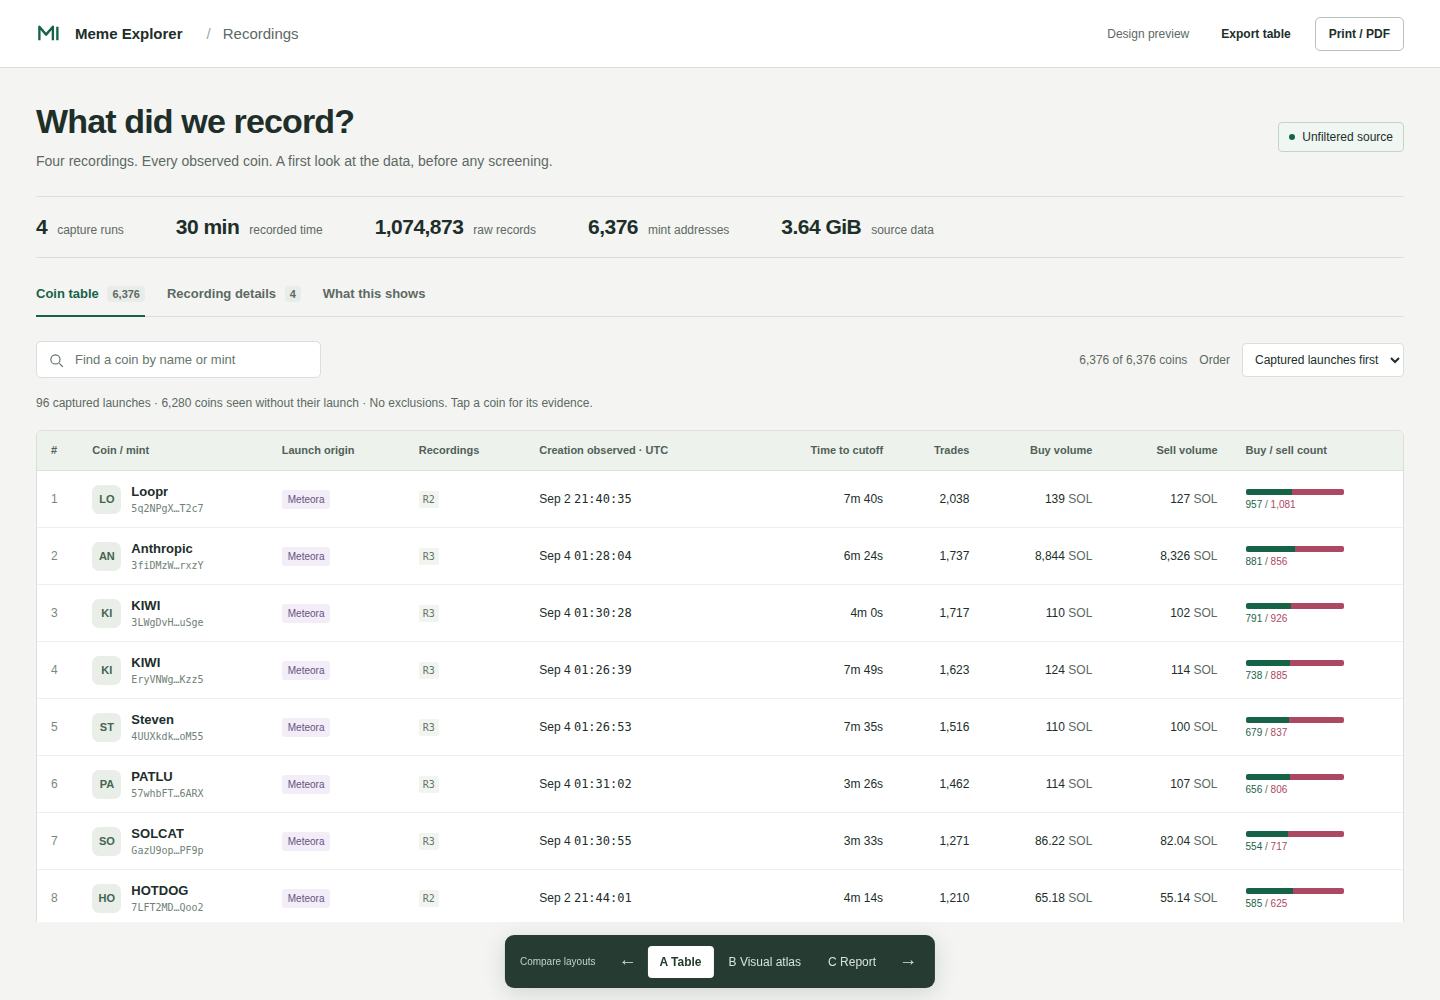 Meme Explorer / Recordings
Design preview Export table Print / PDF
What did we record?
Four recordings. Every observed coin. A first look at the data, before any screening.
Unfiltered source
4 capture runs 30 min recorded time 1,074,873 raw records 6,376 mint addresses 3.64 GiB source data
Coin table 6,376 Recording details 4 What this shows
Find a coin by name or mint
6,376 of 6,376 coins Order Captured launches first
96 captured launches · 6,280 coins seen without their launch · No exclusions. Tap a coin for its evidence.
# Coin / mint Launch origin Recordings Creation observed · UTC Time to cutoff Trades Buy volume Sell volume Buy / sell count
1 LO Loopr Meteora R2 Sep 2 21:40:35 7m 40s 2,038 139 SOL 127 SOL
5q2NPgX…T2c7 957 / 1,081
2 AN Anthropic Meteora R3 Sep 4 01:28:04 6m 24s 1,737 8,844 SOL 8,326 SOL
3fiDMzW…rxzY 881 / 856
3 KI KIWI Meteora R3 Sep 4 01:30:28 4m 0s 1,717 110 SOL 102 SOL
3LWgDvH…uSge 791 / 926
4 KI KIWI Meteora R3 Sep 4 01:26:39 7m 49s 1,623 124 SOL 114 SOL
EryVNWg…Kzz5 738 / 885
5 ST Steven Meteora R3 Sep 4 01:26:53 7m 35s 1,516 110 SOL 100 SOL
4UUXkdk…oM55 679 / 837
6 PA PATLU Meteora R3 Sep 4 01:31:02 3m 26s 1,462 114 SOL 107 SOL
57whbFT…6ARX 656 / 806
7 SO SOLCAT Meteora R3 Sep 4 01:30:55 3m 33s 1,271 86.22 SOL 82.04 SOL
GazU9op…PF9p 554 / 717
8 HO HOTDOG Meteora R2 Sep 2 21:44:01 4m 14s 1,210 65.18 SOL 55.14 SOL
7LFT2MD…Qoo2 585 / 625
Compare layouts ← A Table B Visual atlas C Report →